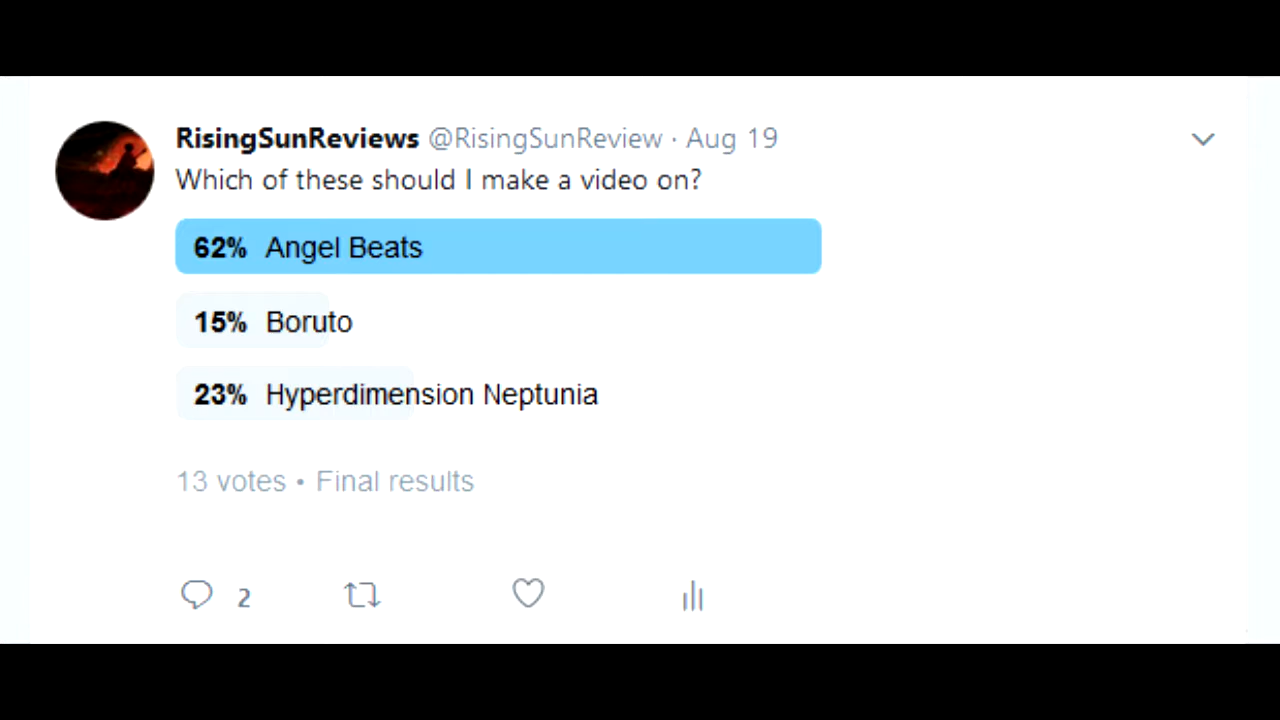 RisingSunReviews @RisingSunReview · Aug 19
Which of these should I make a video on?
62% Angel Beats
15% Boruto
23% Hyperdimension Neptunia
13 votes • Final results
2